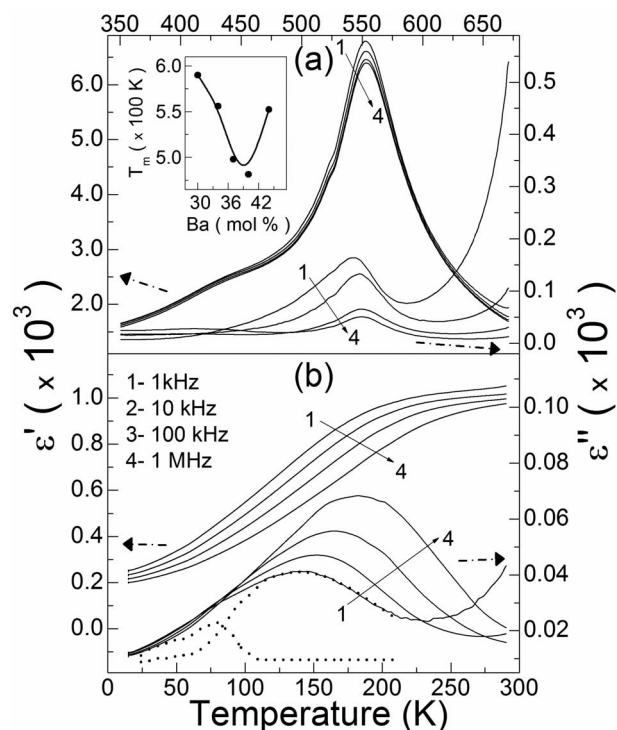 350 400 450 500 550 600 650
(a)
6.0
5.0
4.0
3.0
2.0
0.5
0.4
0.3
0.2
0.1
0.0
6.0
5.5
5.0
T_m ( x 100 K )
30 36 42
Ba ( mol % )
1
4
1
4
(b)
1- 1kHz
2- 10 kHz
3- 100 kHz
4- 1 MHz
1.0
0.8
0.6
0.4
0.2
0.0
0.10
0.08
0.06
0.04
0.02
1
4
4
1
ε' ( x 10³ )
ε'' ( x 10³ )
0 50 100 150 200 250 300
Temperature (K)